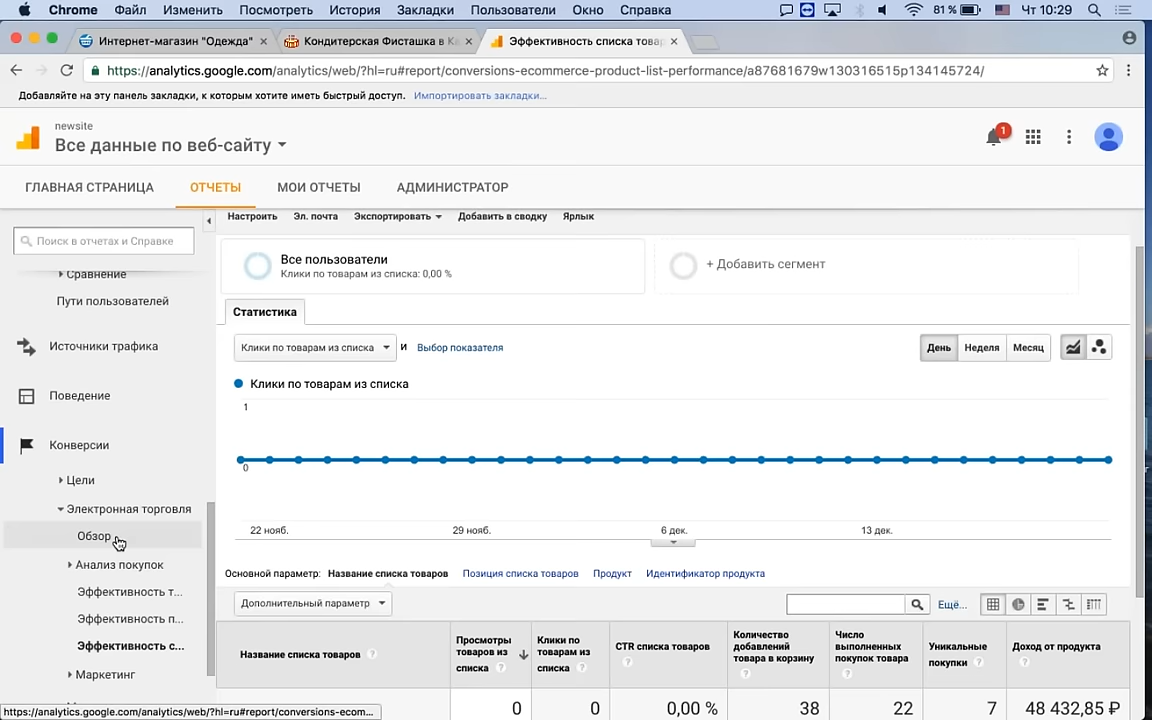 Chrome Файл Изменить Посмотреть История Закладки Пользователи Окно Справка 81 % Чт 10:29
Интернет-магазин "Одежда" × Кондитерская Фисташка в Ка × Эффективность списка товар ×
https://analytics.google.com/analytics/web/?hl=ru#report/conversions-ecommerce-product-list-performance/a87681679w130316515p134145724/
Добавляйте на эту панель закладки, к которым хотите иметь быстрый доступ. Импортировать закладки...
newsite
Все данные по веб-сайту
1
ГЛАВНАЯ СТРАНИЦА ОТЧЕТЫ МОИ ОТЧЕТЫ АДМИНИСТРАТОР
Настроить Эл. почта Экспортировать Добавить в сводку Ярлык
Поиск в отчетах и Справке
Сравнение
Пути пользователей
Источники трафика
Поведение
Конверсии
Цели
Электронная торговля
Обзор
Анализ покупок
Эффективность т...
Эффективность п...
Эффективность с...
Маркетинг
Все пользователи
Клики по товарам из списка: 0,00 %
+ Добавить сегмент
Статистика
Клики по товарам из списка и Выбор показателя
День Неделя Месяц
Клики по товарам из списка
1
0
22 нояб. 29 нояб. 6 дек. 13 дек.
Основной параметр: Название списка товаров Позиция списка товаров Продукт Идентификатор продукта
Дополнительный параметр Ещё...
Название списка товаров ?
Просмотры товаров из списка ?
Клики по товарам из списка ?
CTR списка товаров ?
Количество добавлений товара в корзину ?
Число выполненных покупок товара ?
Уникальные покупки ?
Доход от продукта ?
0 0 0,00 % 38 22 7 48 432,85 ₽
https://analytics.google.com/analytics/web/?hl=ru#report/conversions-ecom...